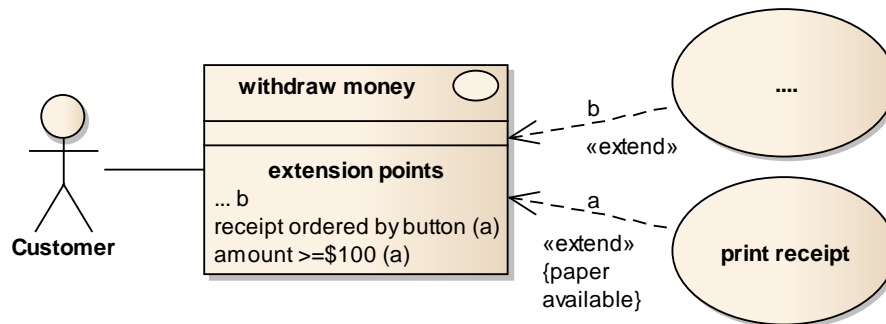 withdraw money
extension points
... b
receipt ordered by button (a)
amount >=$100 (a)
Customer
b
«extend»
....
a
«extend»
{paper
available}
print receipt